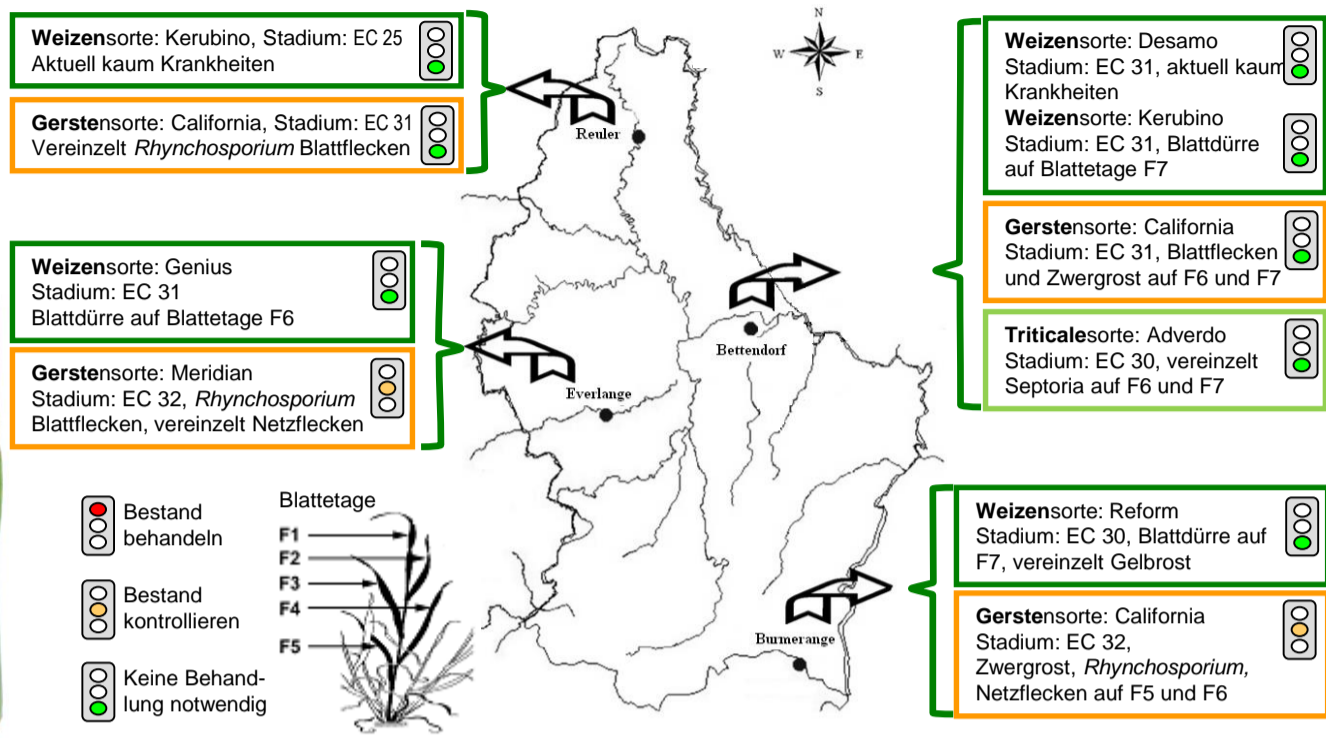 Weizensorte: Kerubino, Stadium: EC 25
Aktuell kaum Krankheiten
Gerstensorte: California, Stadium: EC 31
Vereinzelt Rhynchosporium Blattflecken
Weizensorte: Genius
Stadium: EC 31
Blattdürre auf Blattetage F6
Gerstensorte: Meridian
Stadium: EC 32, Rhynchosporium
Blattflecken, vereinzelt Netzflecken
Bestand
behandeln
Bestand
kontrollieren
Keine Behand-
lung notwendig
Blattetage
F1
F2
F3
F4
F5
N
W
E
S
Reuler
Bettendorf
Everlange
Burmerange
Weizensorte: Desamo
Stadium: EC 31, aktuell kaum
Krankheiten
Weizensorte: Kerubino
Stadium: EC 31, Blattdürre
auf Blattetage F7
Gerstensorte: California
Stadium: EC 31, Blattflecken
und Zwergrost auf F6 und F7
Triticalesorte: Adverdo
Stadium: EC 30, vereinzelt
Septoria auf F6 und F7
Weizensorte: Reform
Stadium: EC 30, Blattdürre auf
F7, vereinzelt Gelbrost
Gerstensorte: California
Stadium: EC 32,
Zwergrost, Rhynchosporium,
Netzflecken auf F5 und F6